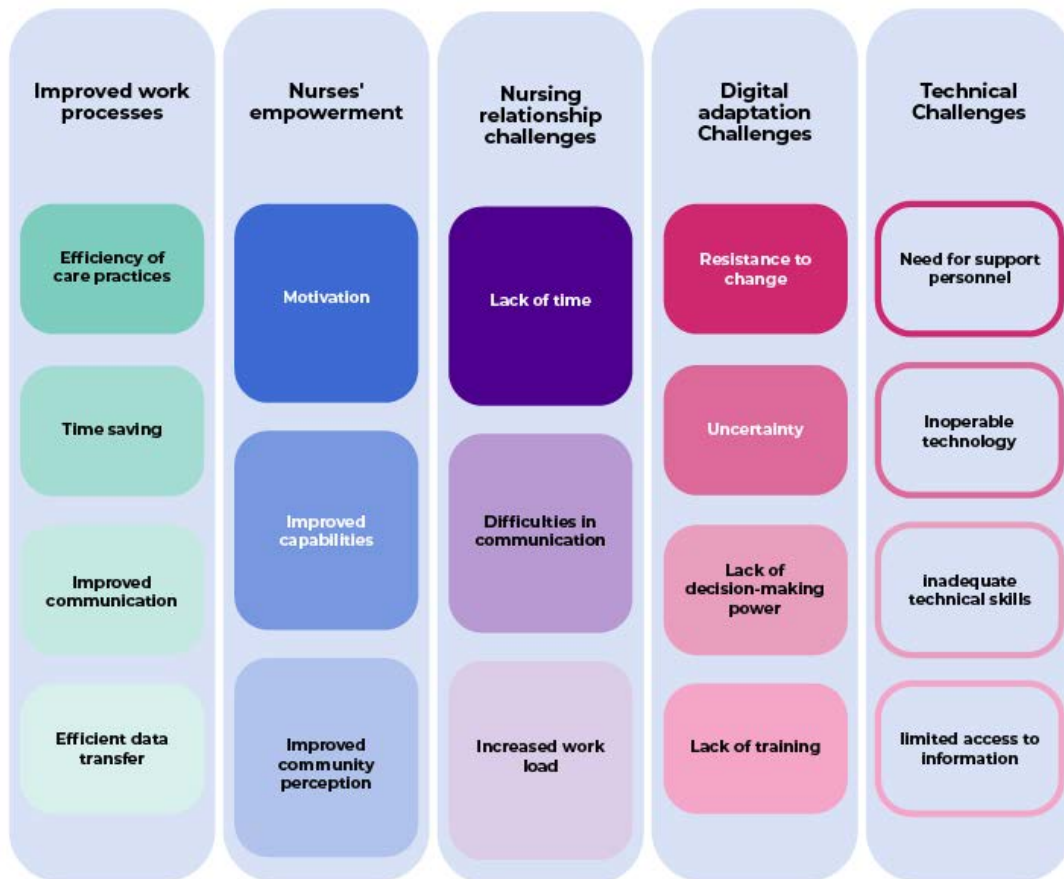 Improved work
processes
Efficiency of
care practices
Time saving
Improved
communication
Efficient data
transfer
Nurses'
empowerment
Motivation
Improved
capabilities
Improved
community
perception
Nursing
relationship
challenges
Lack of time
Difficulties in
communication
Increased work
load
Digital
adaptation
Challenges
Resistance to
change
Uncertainty
Lack of
decision-making
power
Lack of training
Technical
Challenges
Need for support
personnel
Inoperable
technology
inadequate
technical skills
limited access to
information